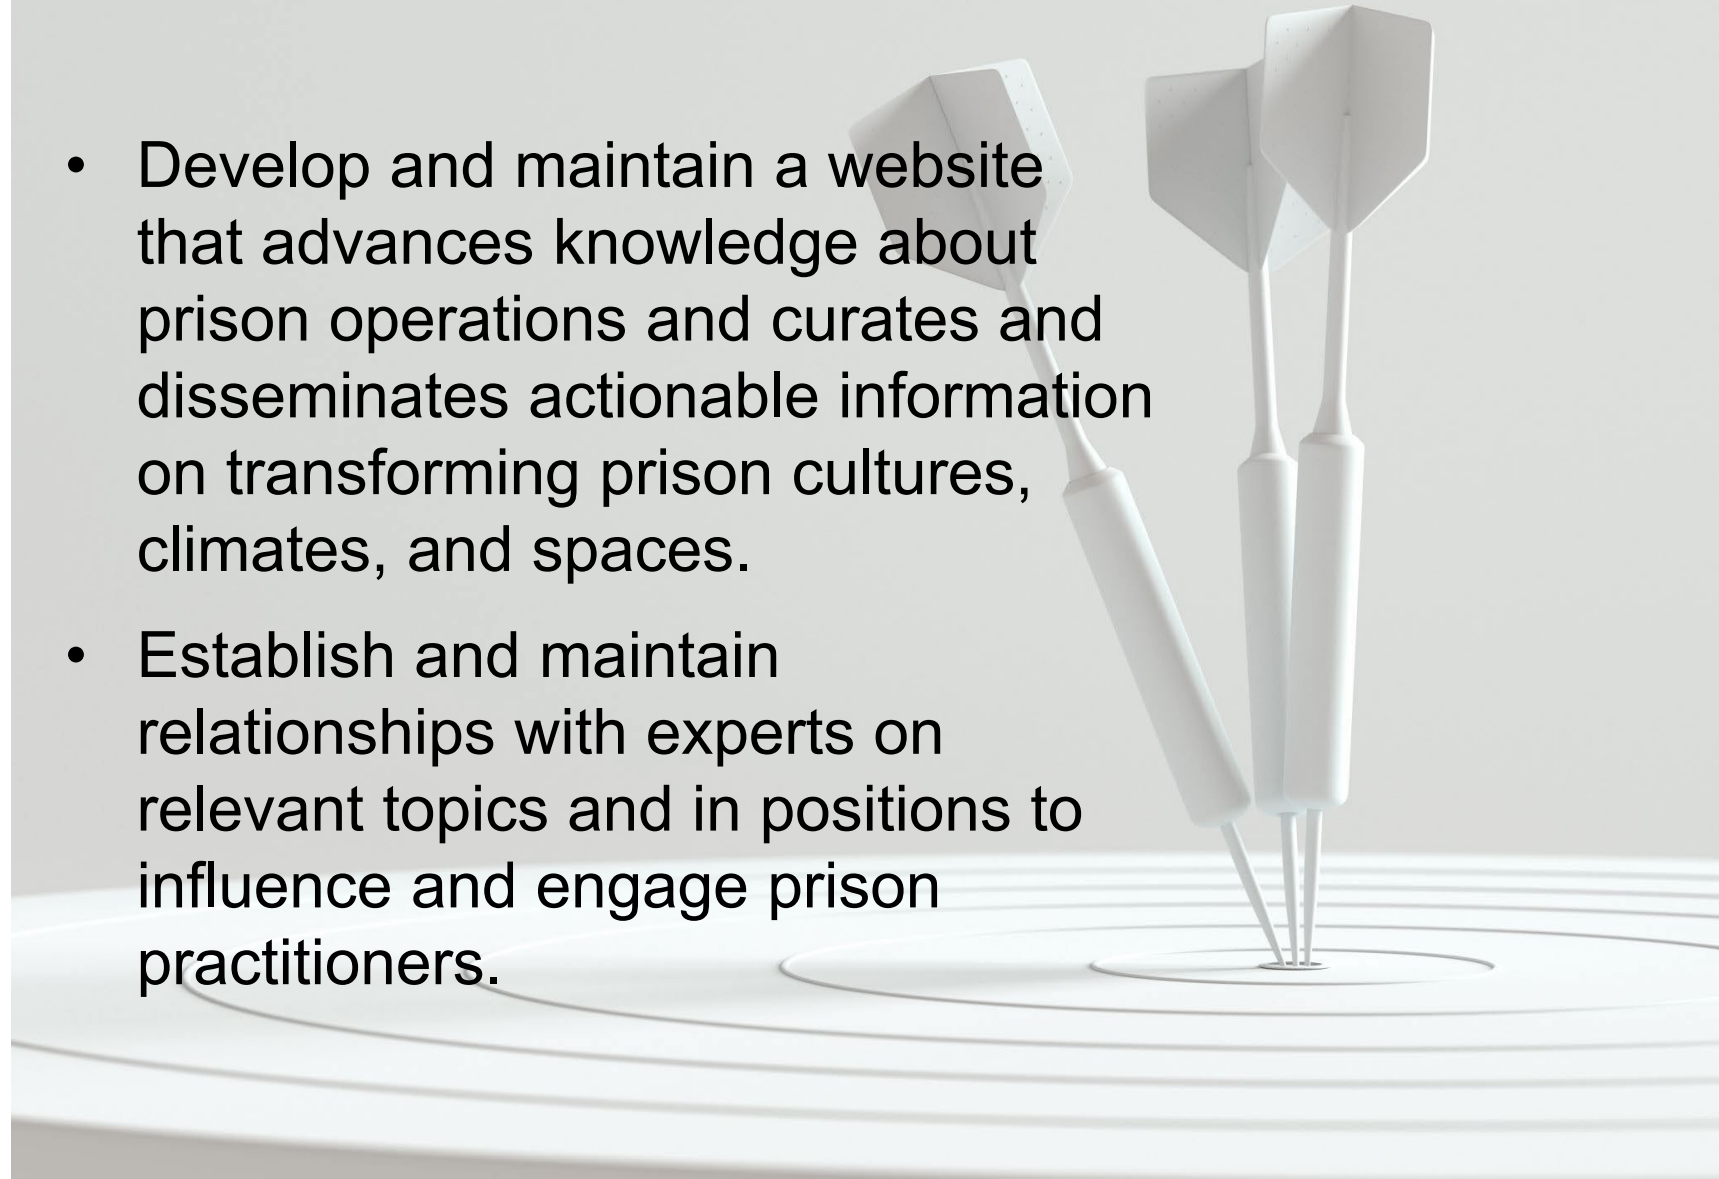 • Develop and maintain a website
that advances knowledge about
prison operations and curates and
disseminates actionable information
on transforming prison cultures,
climates, and spaces.
• Establish and maintain
relationships with experts on
relevant topics and in positions to
influence and engage prison
practitioners.